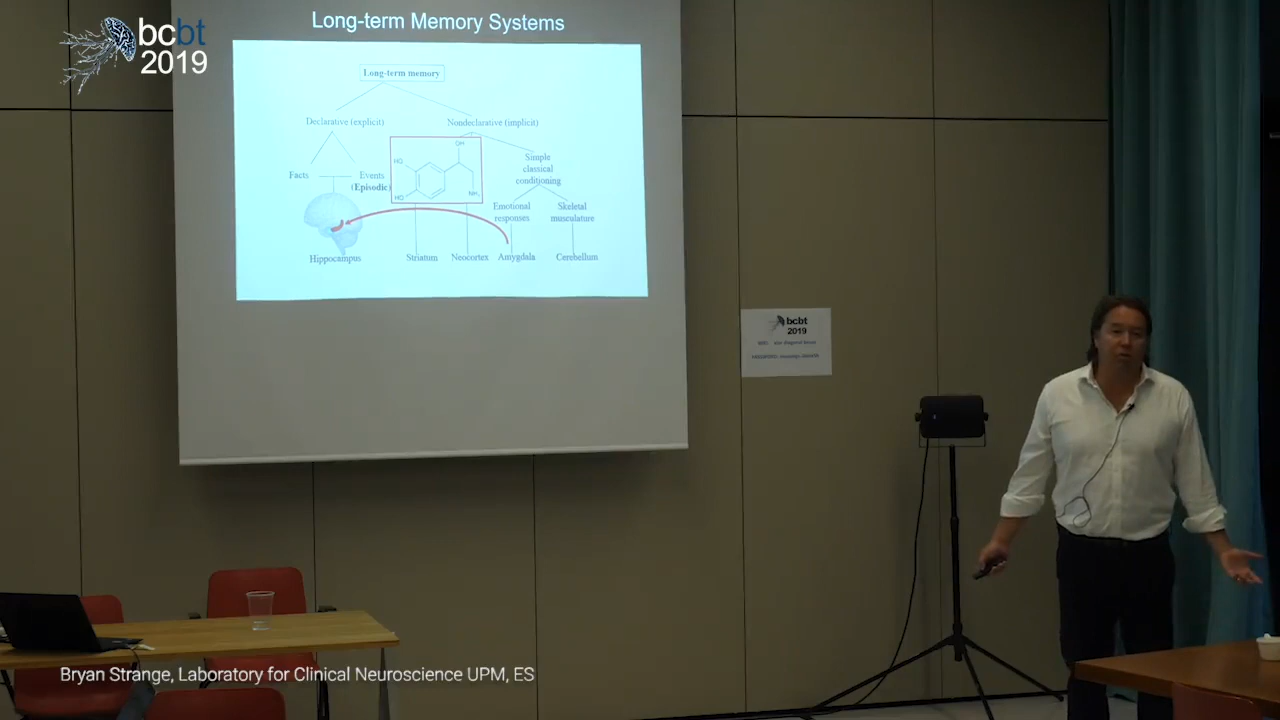 bcbt
2019
Long-term Memory Systems
Long-term memory
Declarative (explicit)
Nondeclarative (implicit)
Facts
Events
(Episodic)
Simple
classical
conditioning
OH
HO
HO
NH₂
Emotional
responses
Skeletal
musculature
Hippocampus
Striatum
Neocortex
Amygdala
Cerebellum
bcbt
2019
Bryan Strange, Laboratory for Clinical Neuroscience UPM, ES